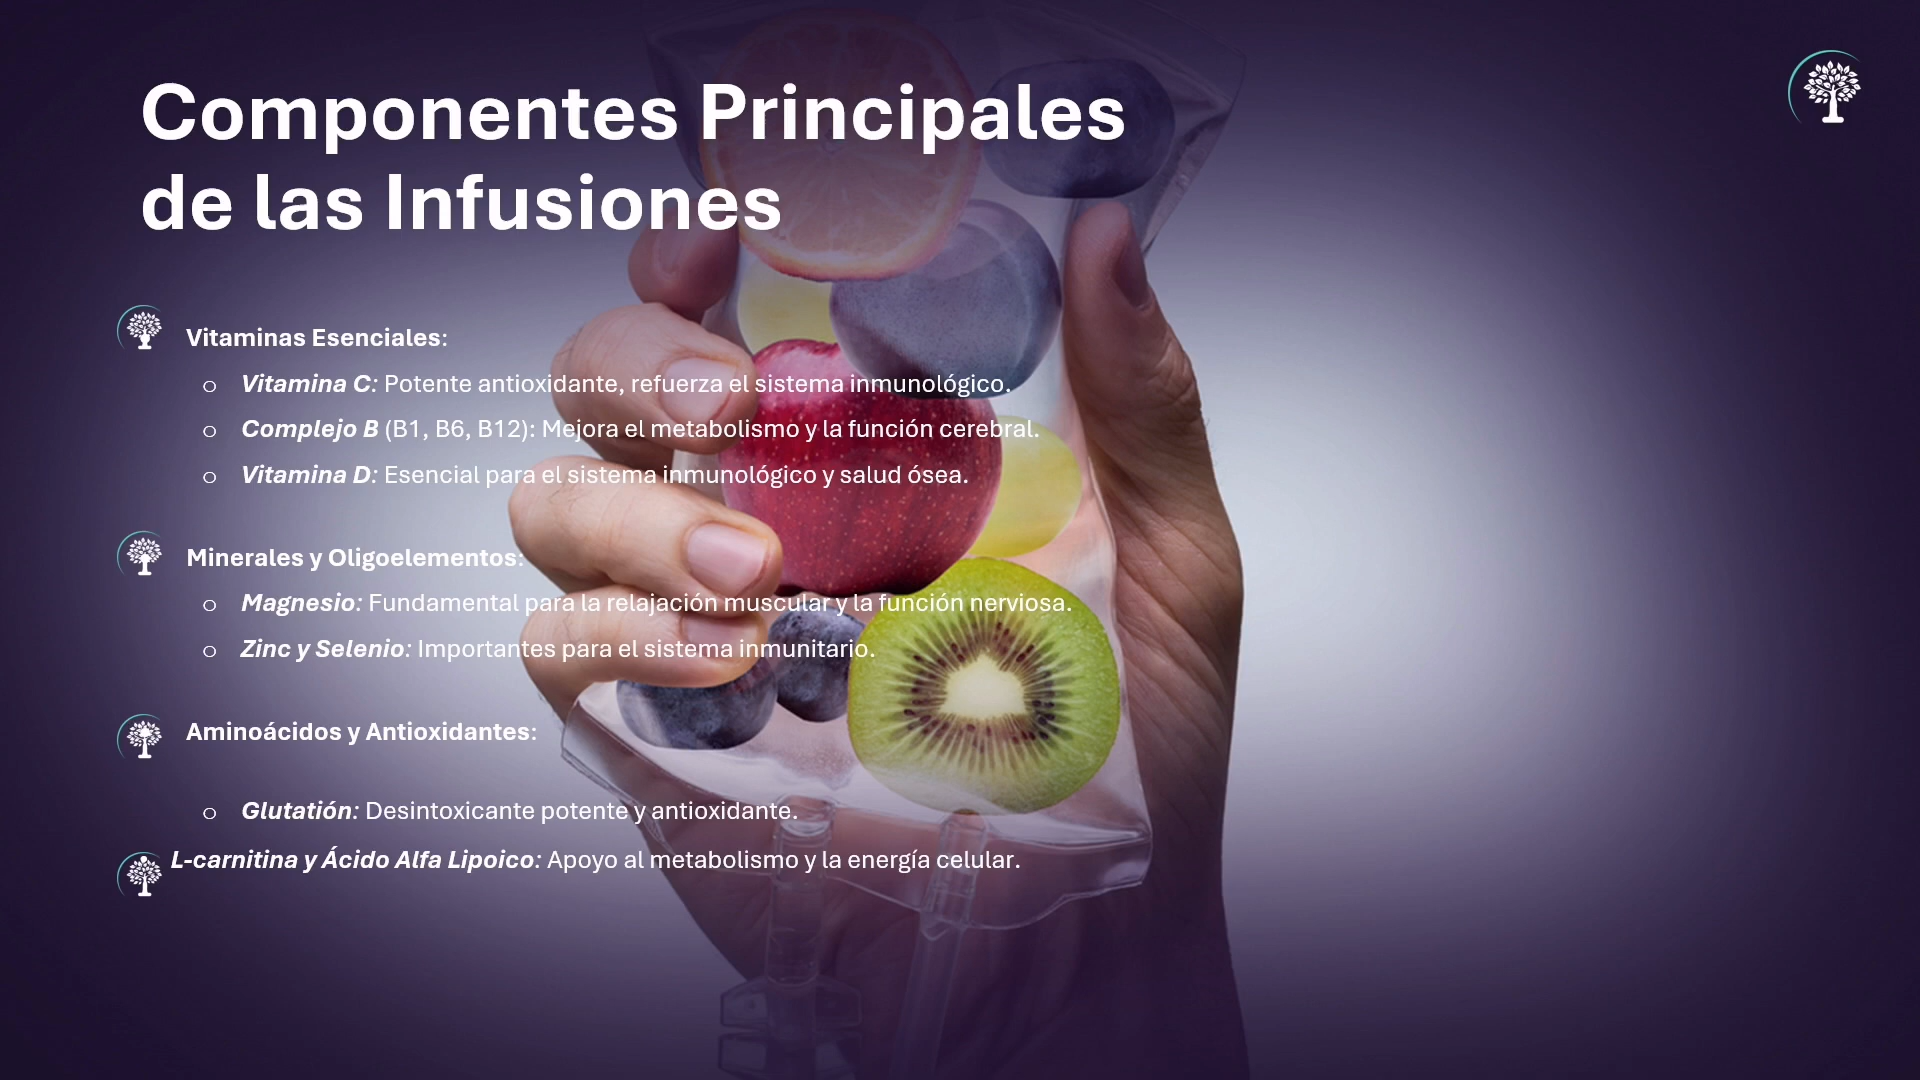 Componentes Principales
de las Infusiones
Vitaminas Esenciales:
o Vitamina C: Potente antioxidante, refuerza el sistema inmunológico.
o Complejo B (B1, B6, B12): Mejora el metabolismo y la función cerebral.
o Vitamina D: Esencial para el sistema inmunológico y salud ósea.
Minerales y Oligoelementos:
o Magnesio: Fundamental para la relajación muscular y la función nerviosa.
o Zinc y Selenio: Importantes para el sistema inmunitario.
Aminoácidos y Antioxidantes:
o Glutatión: Desintoxicante potente y antioxidante.
L-carnitina y Ácido Alfa Lipoico: Apoyo al metabolismo y la energía celular.